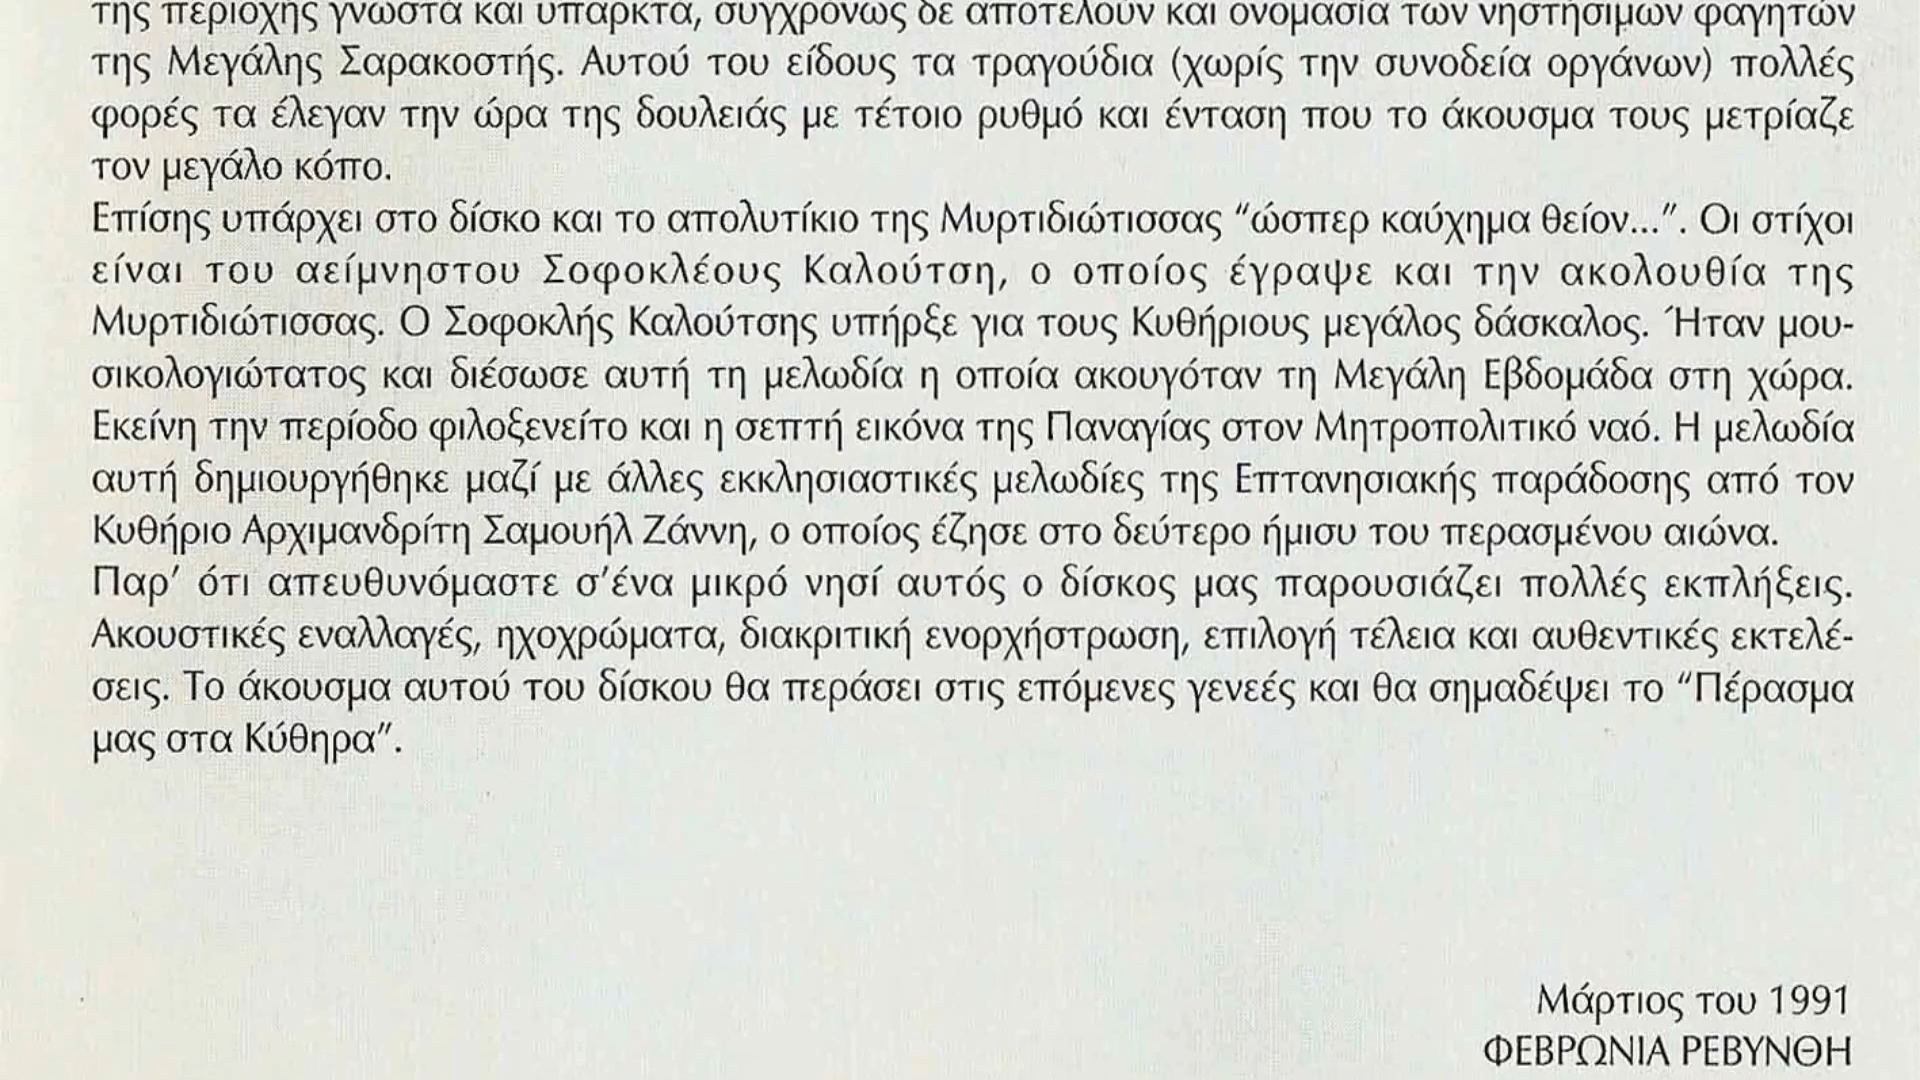 της περιοχής γνωστά και υπαρκτά, συγχρόνως δε αποτελούν και ονομασία των νηστήσιμων φαγητών
της Μεγάλης Σαρακοστής. Αυτού του είδους τα τραγούδια (χωρίς την συνοδεία οργάνων) πολλές
φορές τα έλεγαν την ώρα της δουλειάς με τέτοιο ρυθμό και ένταση που το άκουσμα τους μετρίαζε
τον μεγάλο κόπο.
Επίσης υπάρχει στο δίσκο και το απολυτίκιο της Μυρτιδιώτισσας "ώσπερ καύχημα θείον...". Οι στίχοι
είναι του αείμνηστου Σοφοκλέους Καλούτση, ο οποίος έγραψε και την ακολουθία της
Μυρτιδιώτισσας. Ο Σοφοκλής Καλούτσης υπήρξε για τους Κυθήριους μεγάλος δάσκαλος. Ήταν μου-
σικολογιώτατος και διέσωσε αυτή τη μελωδία η οποία ακουγόταν τη Μεγάλη Εβδομάδα στη χώρα.
Εκείνη την περίοδο φιλοξενείτο και η σεπτή εικόνα της Παναγίας στον Μητροπολιτικό ναό. Η μελωδία
αυτή δημιουργήθηκε μαζί με άλλες εκκλησιαστικές μελωδίες της Επτανησιακής παράδοσης από τον
Κυθήριο Αρχιμανδρίτη Σαμουήλ Ζάννη, ο οποίος έζησε στο δεύτερο ήμισυ του περασμένου αιώνα.
Παρ' ότι απευθυνόμαστε σ'ένα μικρό νησί αυτός ο δίσκος μας παρουσιάζει πολλές εκπλήξεις.
Ακουστικές εναλλαγές, ηχοχρώματα, διακριτική ενορχήστρωση, επιλογή τέλεια και αυθεντικές εκτελέ-
σεις. Το άκουσμα αυτού του δίσκου θα περάσει στις επόμενες γενεές και θα σημαδέψει το "Πέρασμα
μας στα Κύθηρα".
Μάρτιος του 1991
ΦΕΒΡΩΝΙΑ ΡΕΒΥΝΘΗ